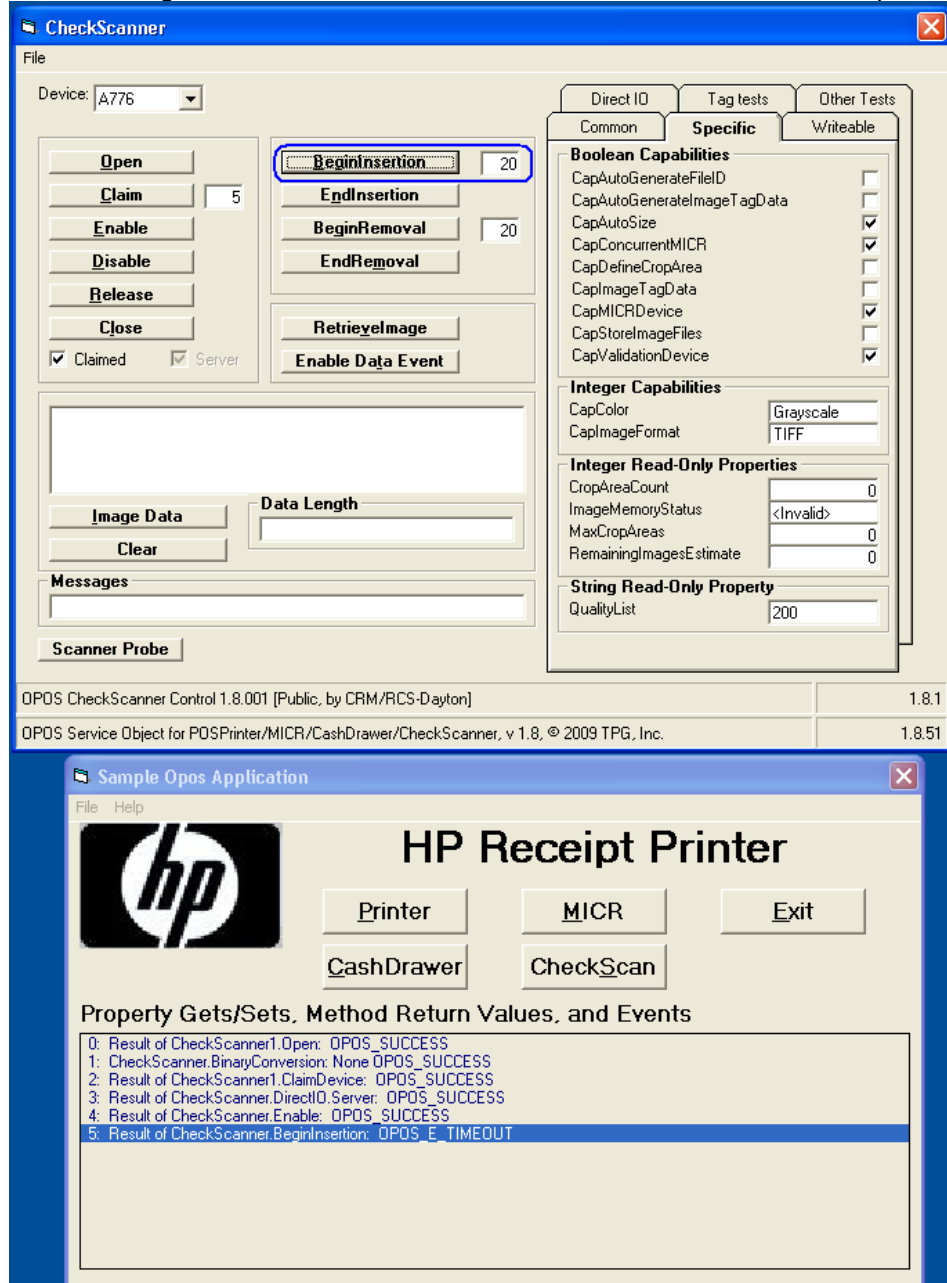 CheckScanner
File
Device: A776
Open
Claim 5
Enable
Disable
Release
Close
Claimed Server
BeginInsertion 20
EndInsertion
BeginRemoval 20
EndRemoval
RetrieveImage
Enable Data Event
Image Data
Clear
Data Length
Messages
Scanner Probe
Direct IO Tag tests Other Tests
Common Specific Writeable
Boolean Capabilities
CapAutoGenerateFileID
CapAutoGenerateImageTagData
CapAutoSize
CapConcurrentMICR
CapDefineCropArea
CapImageTagData
CapMICRDevice
CapStoreImageFiles
CapValidationDevice
Integer Capabilities
CapColor Grayscale
CapImageFormat TIFF
Integer Read-Only Properties
CropAreaCount 0
ImageMemoryStatus <Invalid>
MaxCropAreas 0
RemainingImagesEstimate 0
String Read-Only Property
QualityList 200
OPOS CheckScanner Control 1.8.001 [Public, by CRM/RCS-Dayton] 1.8.1
OPOS Service Object for POSPrinter/MICR/CashDrawer/CheckScanner, v 1.8, © 2009 TPG, Inc. 1.8.51
Sample Opos Application
File Help
hp
HP Receipt Printer
Printer MICR Exit
CashDrawer CheckScan
Property Gets/Sets, Method Return Values, and Events
0: Result of CheckScanner1.Open: OPOS_SUCCESS
1: CheckScanner.BinaryConversion: None OPOS_SUCCESS
2: Result of CheckScanner1.ClaimDevice: OPOS_SUCCESS
3: Result of CheckScanner.DirectIO.Server: OPOS_SUCCESS
4: Result of CheckScanner.Enable: OPOS_SUCCESS
5: Result of CheckScanner.BeginInsertion: OPOS_E_TIMEOUT